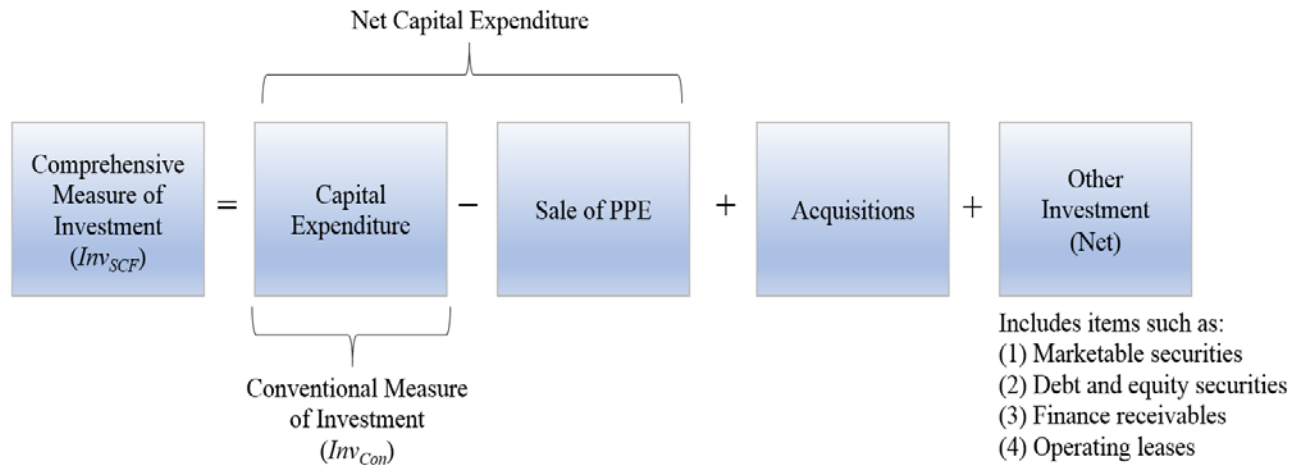 Net Capital Expenditure
Comprehensive
Measure of
Investment
(Inv_SCF)
=
Capital
Expenditure
−
Sale of PPE
+
Acquisitions
+
Other
Investment
(Net)
Conventional Measure
of Investment
(Inv_Con)
Includes items such as:
(1) Marketable securities
(2) Debt and equity securities
(3) Finance receivables
(4) Operating leases